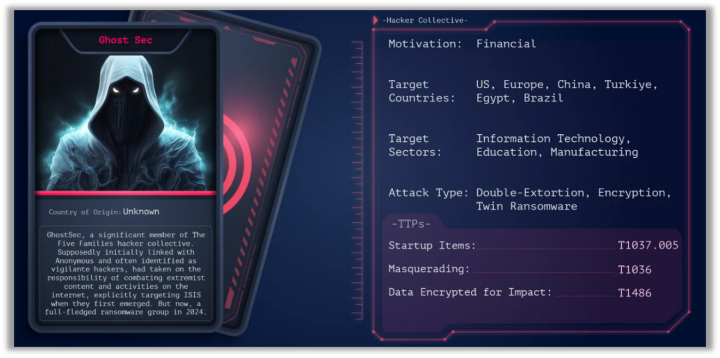 Ghost Sec
Country of Origin: Unknown
GhostSec, a significant member of The
Five Families hacker collective.
Supposedly initially linked with
Anonymous and often identified as
vigilante hackers, had taken on the
responsibility of combating extremist
content and activities on the
internet, explicitly targeting ISIS
when they first emerged. But now, a
full-fledged ransomware group in 2024.
-Hacker Collective-
Motivation: Financial
Target Countries: US, Europe, China, Turkiye,
Egypt, Brazil
Target Sectors: Information Technology,
Education, Manufacturing
Attack Type: Double-Extortion, Encryption,
Twin Ransomware
-TTPs-
Startup Items: T1037.005
Masquerading: T1036
Data Encrypted for Impact: T1486